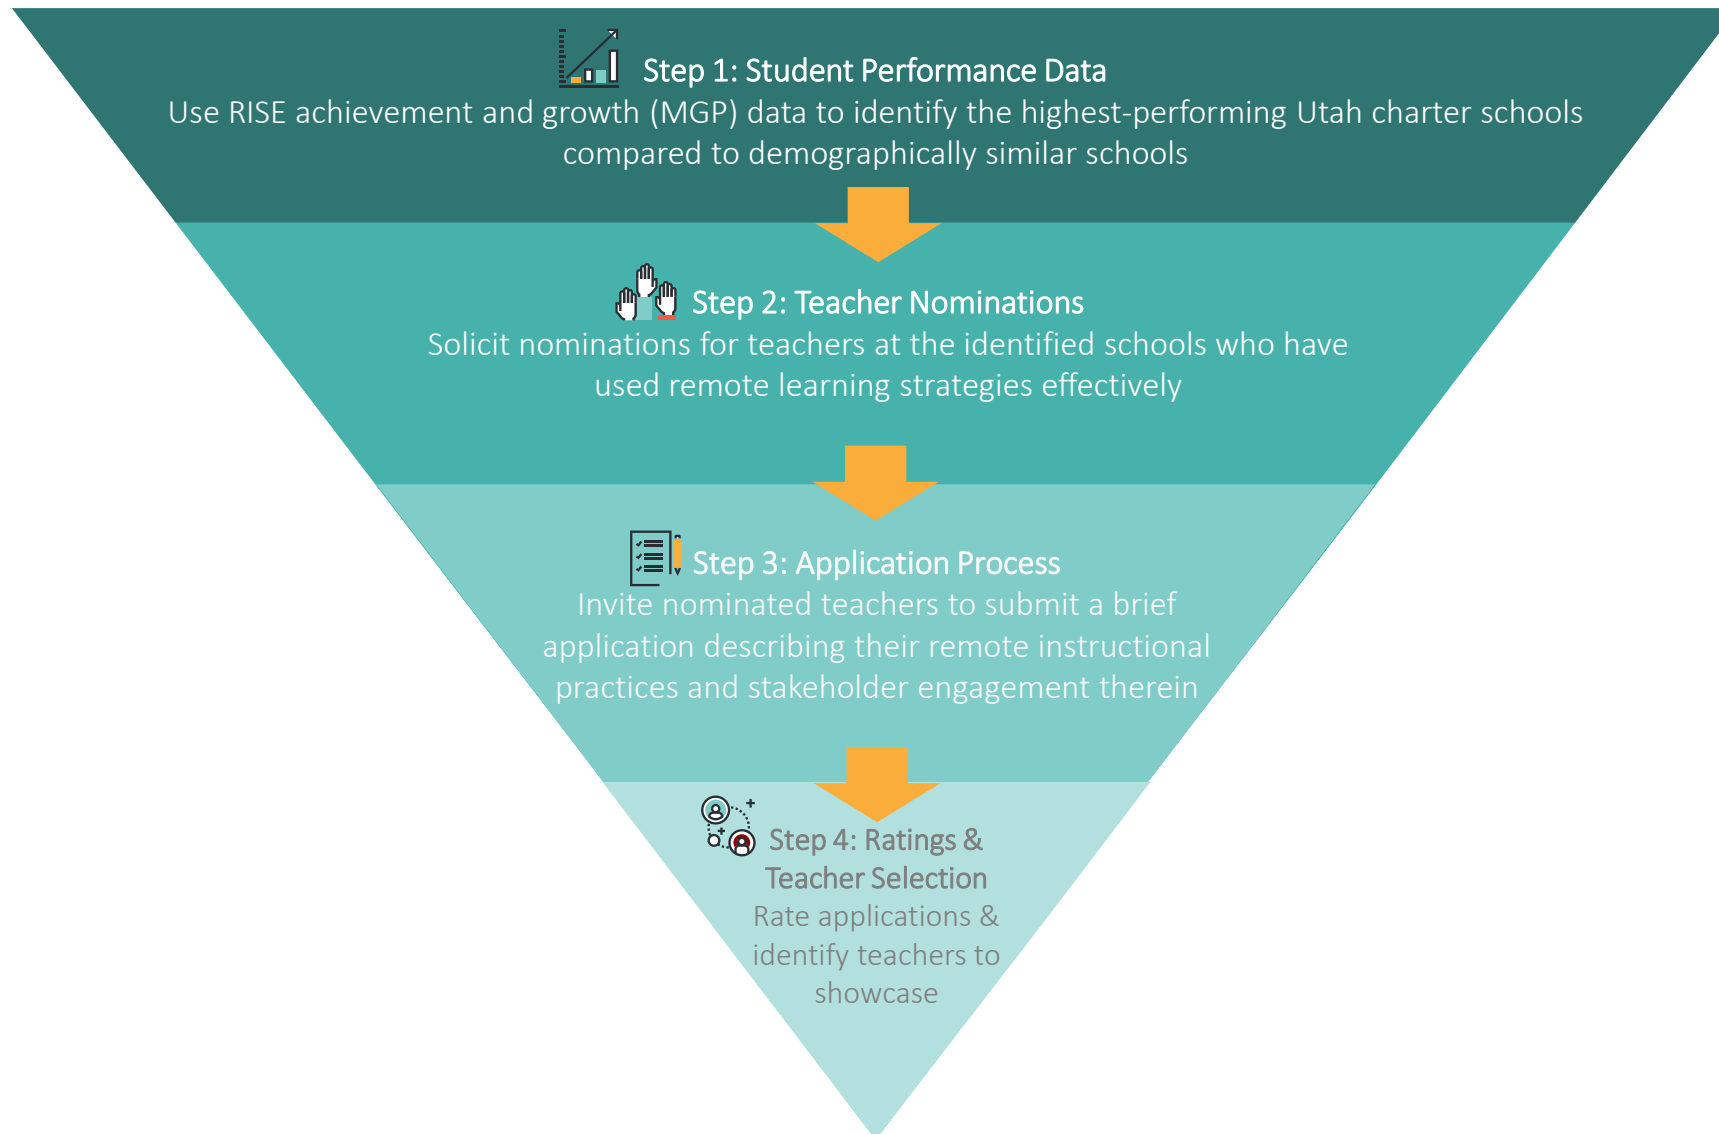 Step 1: Student Performance Data
Use RISE achievement and growth (MGP) data to identify the highest-performing Utah charter schools
compared to demographically similar schools
Step 2: Teacher Nominations
Solicit nominations for teachers at the identified schools who have
used remote learning strategies effectively
Step 3: Application Process
Invite nominated teachers to submit a brief
application describing their remote instructional
practices and stakeholder engagement therein
Step 4: Ratings &
Teacher Selection
Rate applications &
identify teachers to
showcase